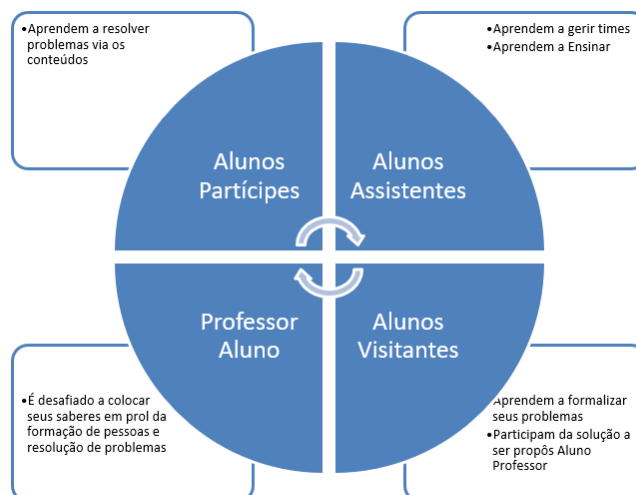 •Aprendem a resolver
problemas via os
conteúdos
•Aprendem a gerir times
•Aprendem a Ensinar
Alunos
Partícipes
Alunos
Assistentes
Professor
Aluno
Alunos
Visitantes
•É desafiado a colocar
seus saberes em prol da
formação de pessoas e
resolução de problemas
Aprendem a formalizar
seus problemas
•Participam da solução a
ser propôs Aluno
Professor